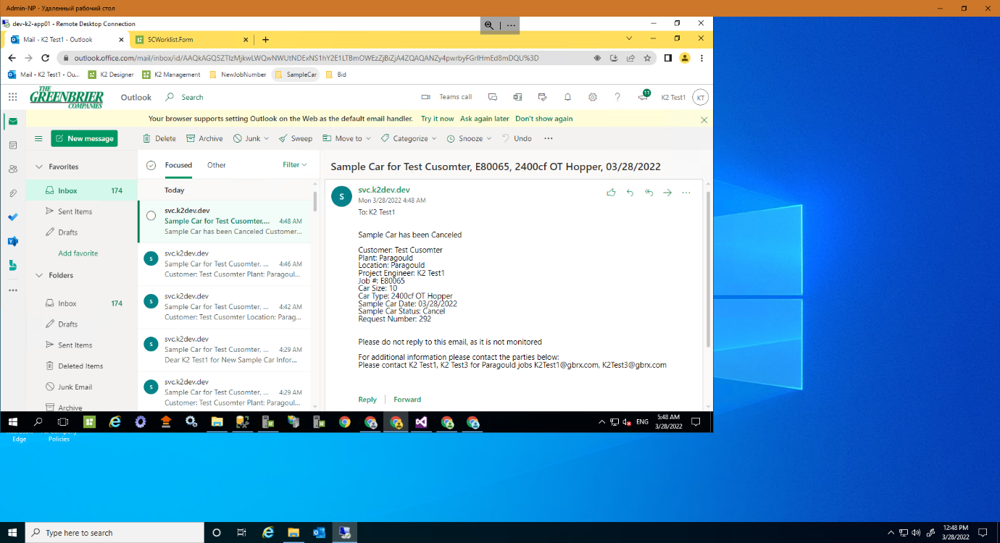 Admin-NP - Удаленный рабочий стол
dev-k2-app01 - Remote Desktop Connection
Mail - K2 Test1 - Outlook
SCWorklist.Form
outlook.office.com/mail/inbox/id/AAQkAGQ5ZTIzMjkwLWQwNWUtNDExNS1hY2E1LTBmOWEzZjBiZjA4ZQAQANZy4pwrbyFGrIHmEd8mDQU%3D
Mail - K2 Test1 - Ou...
K2 Designer
K2 Management
NewJobNumber
SampleCar
Bid
THE GREENBRIER COMPANIES
Outlook
Search
Teams call
11
K2 Test1
KT
Your browser supports setting Outlook on the Web as the default email handler. Try it now Ask again later Don't show again
New message
Delete
Archive
Junk
Sweep
Move to
Categorize
Snooze
Undo
Favorites
Inbox 174
Sent Items
Drafts
Add favorite
Folders
Inbox 174
Drafts
Sent Items
Deleted Items
Junk Email
Archive
Focused
Other
Filter
Today
svc.k2dev.dev
Sample Car for Test Cusomter,... 4:48 AM
Sample Car has been Canceled Customer...
S
svc.k2dev.dev
Sample Car for Test Cusomter, ... 4:46 AM
Customer: Test Cusomter Plant: Paragoul...
S
svc.k2dev.dev
Sample Car for Test Cusomter, ... 4:42 AM
Customer: Test Cusomter Location: Parag...
S
svc.k2dev.dev
Sample Car for Test Cusomter, ... 4:29 AM
Dear K2 Test1 for New Sample Car Infor...
S
svc.k2dev.dev
Sample Car for Test Cusomter, ... 4:29 AM
Customer: Test Cusomter Plant: Paragoul...
Sample Car for Test Cusomter, E80065, 2400cf OT Hopper, 03/28/2022
S
svc.k2dev.dev
Mon 3/28/2022 4:48 AM
To: K2 Test1
Sample Car has been Canceled
Customer: Test Cusomter
Plant: Paragould
Location: Paragould
Project Engineer: K2 Test1
Job #: E80065
Car Size: 10
Car Type: 2400cf OT Hopper
Sample Car Date: 03/28/2022
Sample Car Status: Cancel
Request Number: 292
Please do not reply to this email, as it is not monitored
For additional information please contact the parties below:
Please contact K2 Test1, K2 Test3 for Paragould jobs K2Test1@gbrx.com, K2Test3@gbrx.com
Reply
Forward
ENG
5:48 AM
3/28/2022
Edge
Policies
Type here to search
12:48 PM
3/28/2022